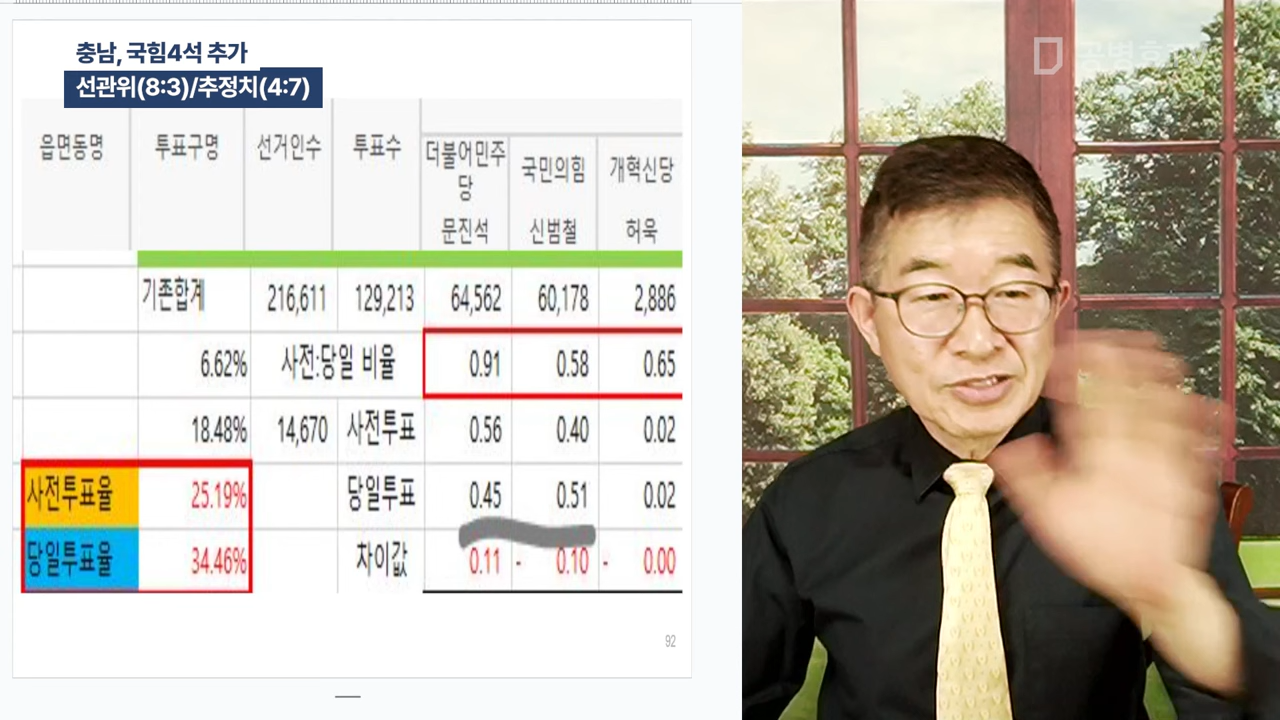 충남, 국힘4석 추가
선관위(8:3)/추정치(4:7)
공병호TV
읍면동명 투표구명 선거인수 투표수 더불어민주당 국민의힘 개혁신당
문진석 신범철 허욱
기존합계 216,611 129,213 64,562 60,178 2,886
6.62% 사전:당일 비율 0.91 0.58 0.65
18.48% 14,670 사전투표 0.56 0.40 0.02
사전투표율 25.19% 당일투표 0.45 0.51 0.02
당일투표율 34.46% 차이값 0.11 - 0.10 - 0.00
92